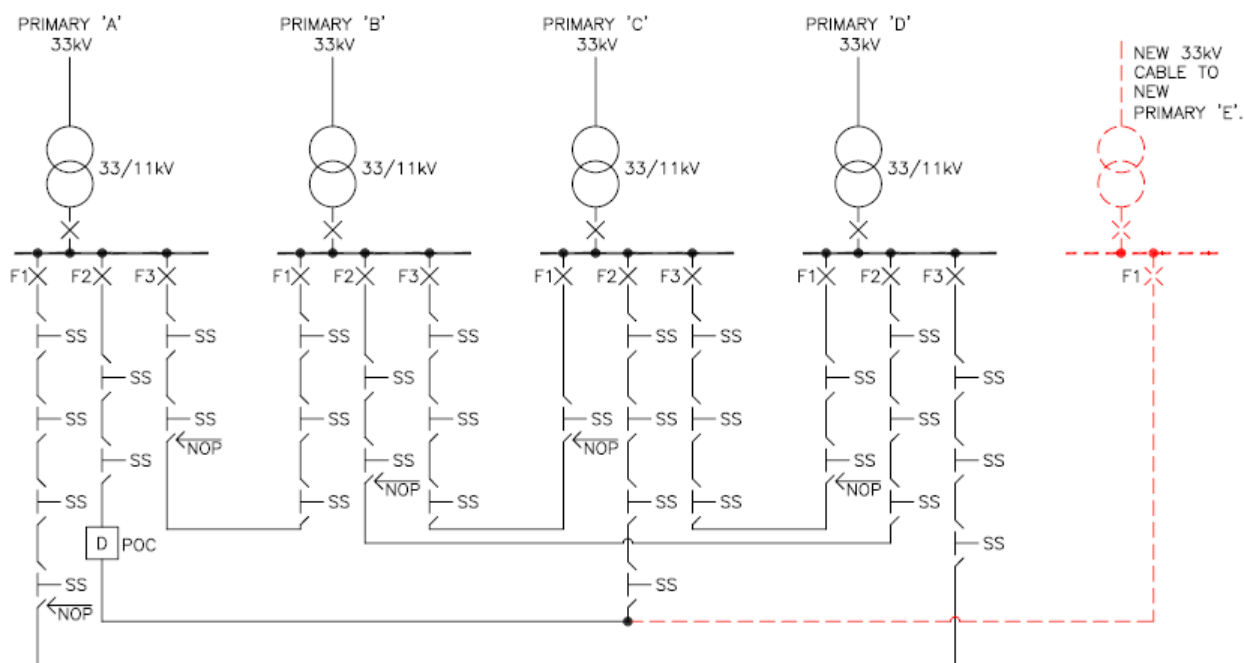 PRIMARY 'A'
33kV
PRIMARY 'B'
33kV
PRIMARY 'C'
33kV
PRIMARY 'D'
33kV
NEW 33kV
CABLE TO
NEW
PRIMARY 'E'.
33/11kV
33/11kV
33/11kV
33/11kV
F1 F2 F3
F1 F2 F3
F1 F2 F3
F1 F2 F3
F1
SS SS SS SS SS SS SS
SS SS SS SS
SS SS SS SS SS SS SS SS
NOP NOP
SS SS SS SS
NOP NOP
SS SS SS SS SS SS
D POC SS
SS SS
NOP